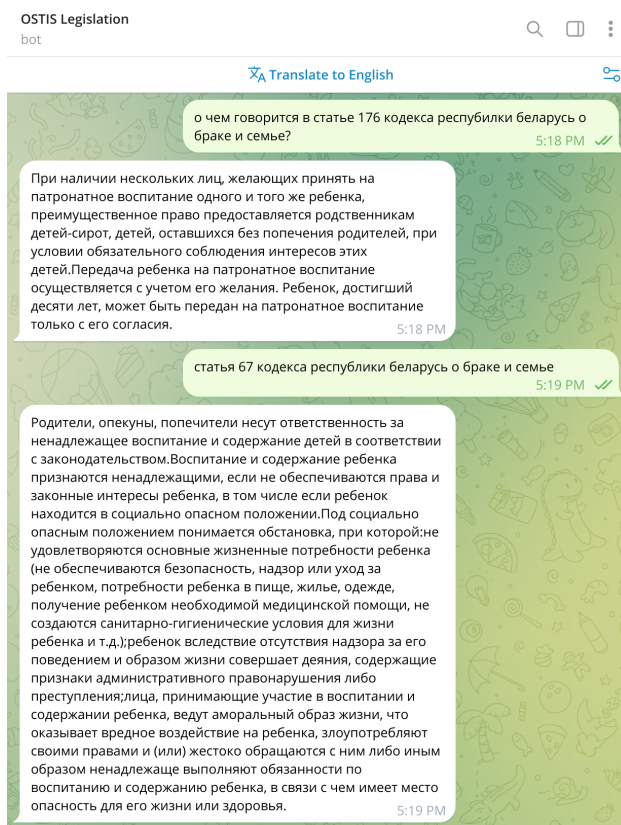 OSTIS Legislation
bot
Translate to English
о чем говорится в статье 176 кодекса республики беларусь о
браке и семье?
5:18 PM
При наличии нескольких лиц, желающих принять на
патронатное воспитание одного и того же ребенка,
преимущественное право предоставляется родственникам
детей-сирот, детей, оставшихся без попечения родителей, при
условии обязательного соблюдения интересов этих
детей.Передача ребенка на патронатное воспитание
осуществляется с учетом его желания. Ребенок, достигший
десяти лет, может быть передан на патронатное воспитание
только с его согласия.
5:18 PM
статья 67 кодекса республики беларусь о браке и семье
5:19 PM
Родители, опекуны, попечители несут ответственность за
ненадлежащее воспитание и содержание детей в соответствии
с законодательством.Воспитание и содержание ребенка
признаются ненадлежащими, если не обеспечиваются права и
законные интересы ребенка, в том числе если ребенок
находится в социально опасном положении.Под социально
опасным положением понимается обстановка, при которой:не
удовлетворяются основные жизненные потребности ребенка
(не обеспечиваются безопасность, надзор или уход за
ребенком, потребности ребенка в пище, жилье, одежде,
получение ребенком необходимой медицинской помощи, не
создаются санитарно-гигиенические условия для жизни
ребенка и т.д.);ребенок вследствие отсутствия надзора за его
поведением и образом жизни совершает деяния, содержащие
признаки административного правонарушения либо
преступления;лица, принимающие участие в воспитании и
содержании ребенка, ведут аморальный образ жизни, что
оказывает вредное воздействие на ребенка, злоупотребляют
своими правами и (или) жестоко обращаются с ним либо иным
образом ненадлежаще выполняют обязанности по
воспитанию и содержанию ребенка, в связи с чем имеет место
опасность для его жизни или здоровья.
5:19 PM